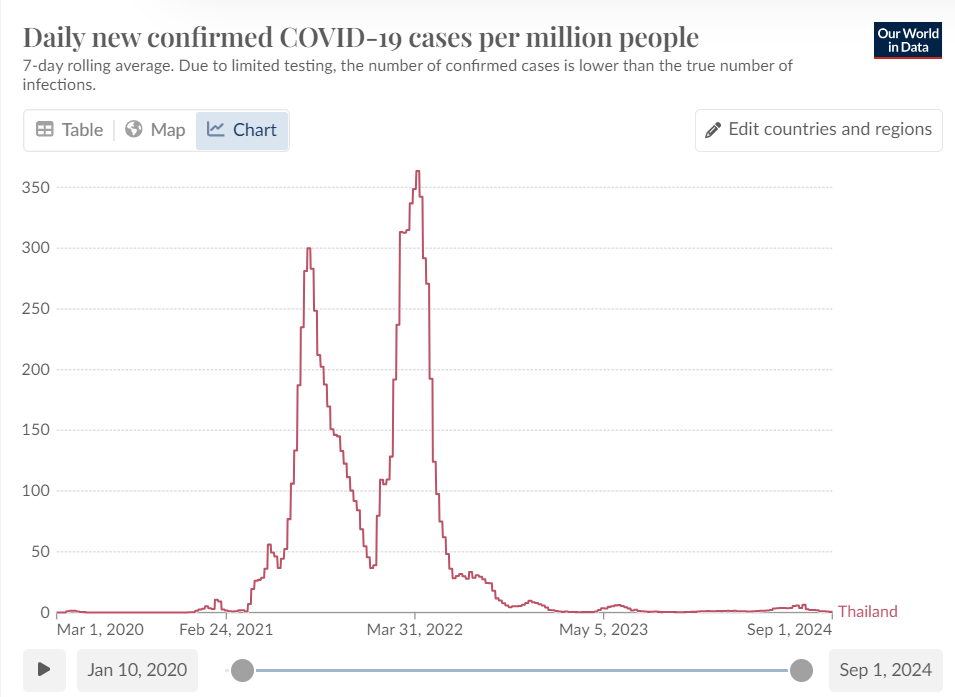 Daily new confirmed COVID-19 cases per million people
Our World
in Data
7-day rolling average. Due to limited testing, the number of confirmed cases is lower than the true number of
infections.
Table Map Chart
Edit countries and regions
350
300
250
200
150
100
50
0
Thailand
Mar 1, 2020 Feb 24, 2021 Mar 31, 2022 May 5, 2023 Sep 1, 2024
Jan 10, 2020 Sep 1, 2024